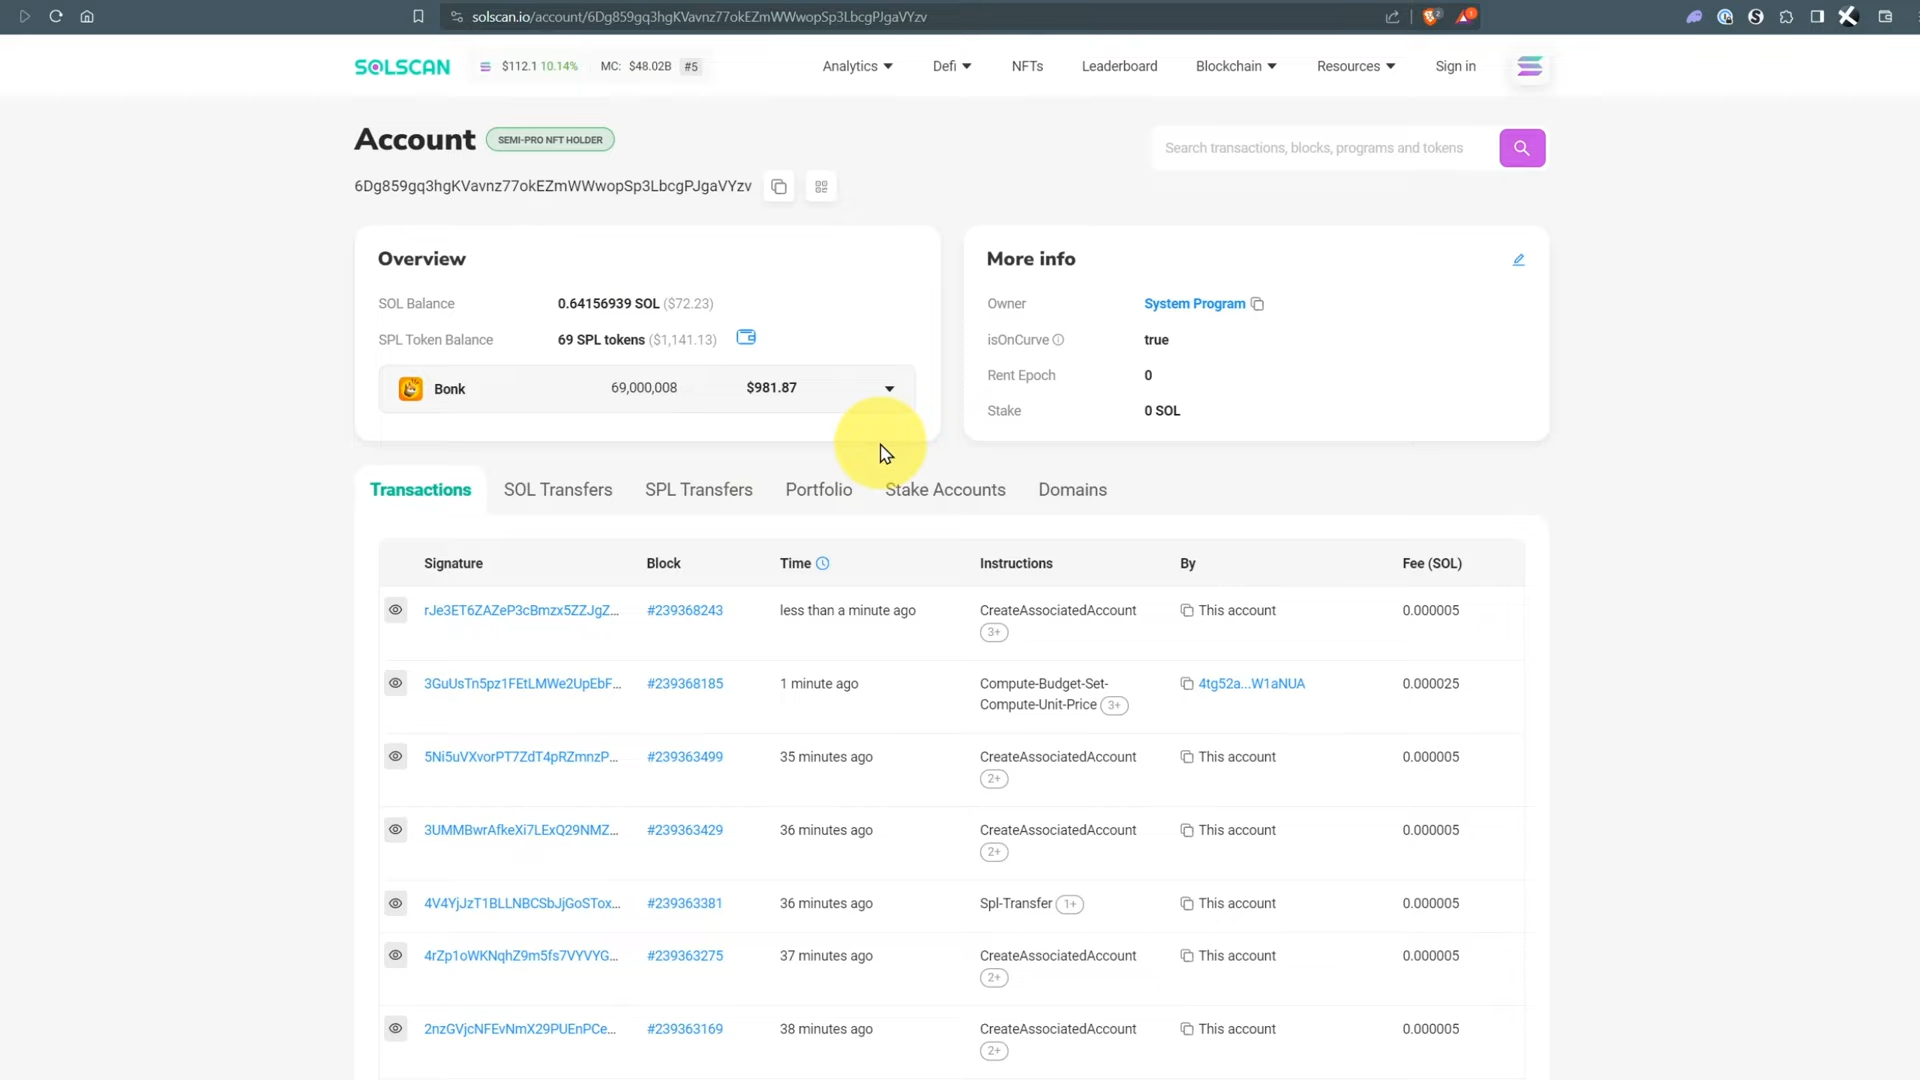 solscan.io/account/6Dg859gq3hgKVavnz77okEZmWWwopSp3LbcgPJgaVYzv
SOLSCAN
$112.1 10.14% MC: $48.02B #5
Analytics Defi NFTs Leaderboard Blockchain Resources Sign in
Account SEMI-PRO NFT HOLDER
Search transactions, blocks, programs and tokens
6Dg859gq3hgKVavnz77okEZmWWwopSp3LbcgPJgaVYzv
Overview
SOL Balance 0.64156939 SOL ($72.23)
SPL Token Balance 69 SPL tokens ($1,141.13)
Bonk 69,000,008 $981.87
More info
Owner System Program
isOnCurve true
Rent Epoch 0
Stake 0 SOL
Transactions SOL Transfers SPL Transfers Portfolio Stake Accounts Domains
Signature Block Time Instructions By Fee (SOL)
rJe3ET6ZAZeP3cBmzx5ZZJgZ... #239368243 less than a minute ago CreateAssociatedAccount This account 0.000005
3+
3GuUsTn5pz1FEtLMWe2UpEbF... #239368185 1 minute ago Compute-Budget-Set- 4tg52a...W1aNUA 0.000025
Compute-Unit-Price 3+
5Ni5uVXvorPT7ZdT4pRZmnzP... #239363499 35 minutes ago CreateAssociatedAccount This account 0.000005
2+
3UMMBwrAfkeXi7LExQ29NMZ... #239363429 36 minutes ago CreateAssociatedAccount This account 0.000005
2+
4V4YjJzT1BLLNBCSbJjGoSTox... #239363381 36 minutes ago Spl-Transfer 1+ This account 0.000005
4rZp1oWKNqhZ9m5fs7VYVYG... #239363275 37 minutes ago CreateAssociatedAccount This account 0.000005
2+
2nzGVjcNFEvNmX29PUEnPCe... #239363169 38 minutes ago CreateAssociatedAccount This account 0.000005
2+